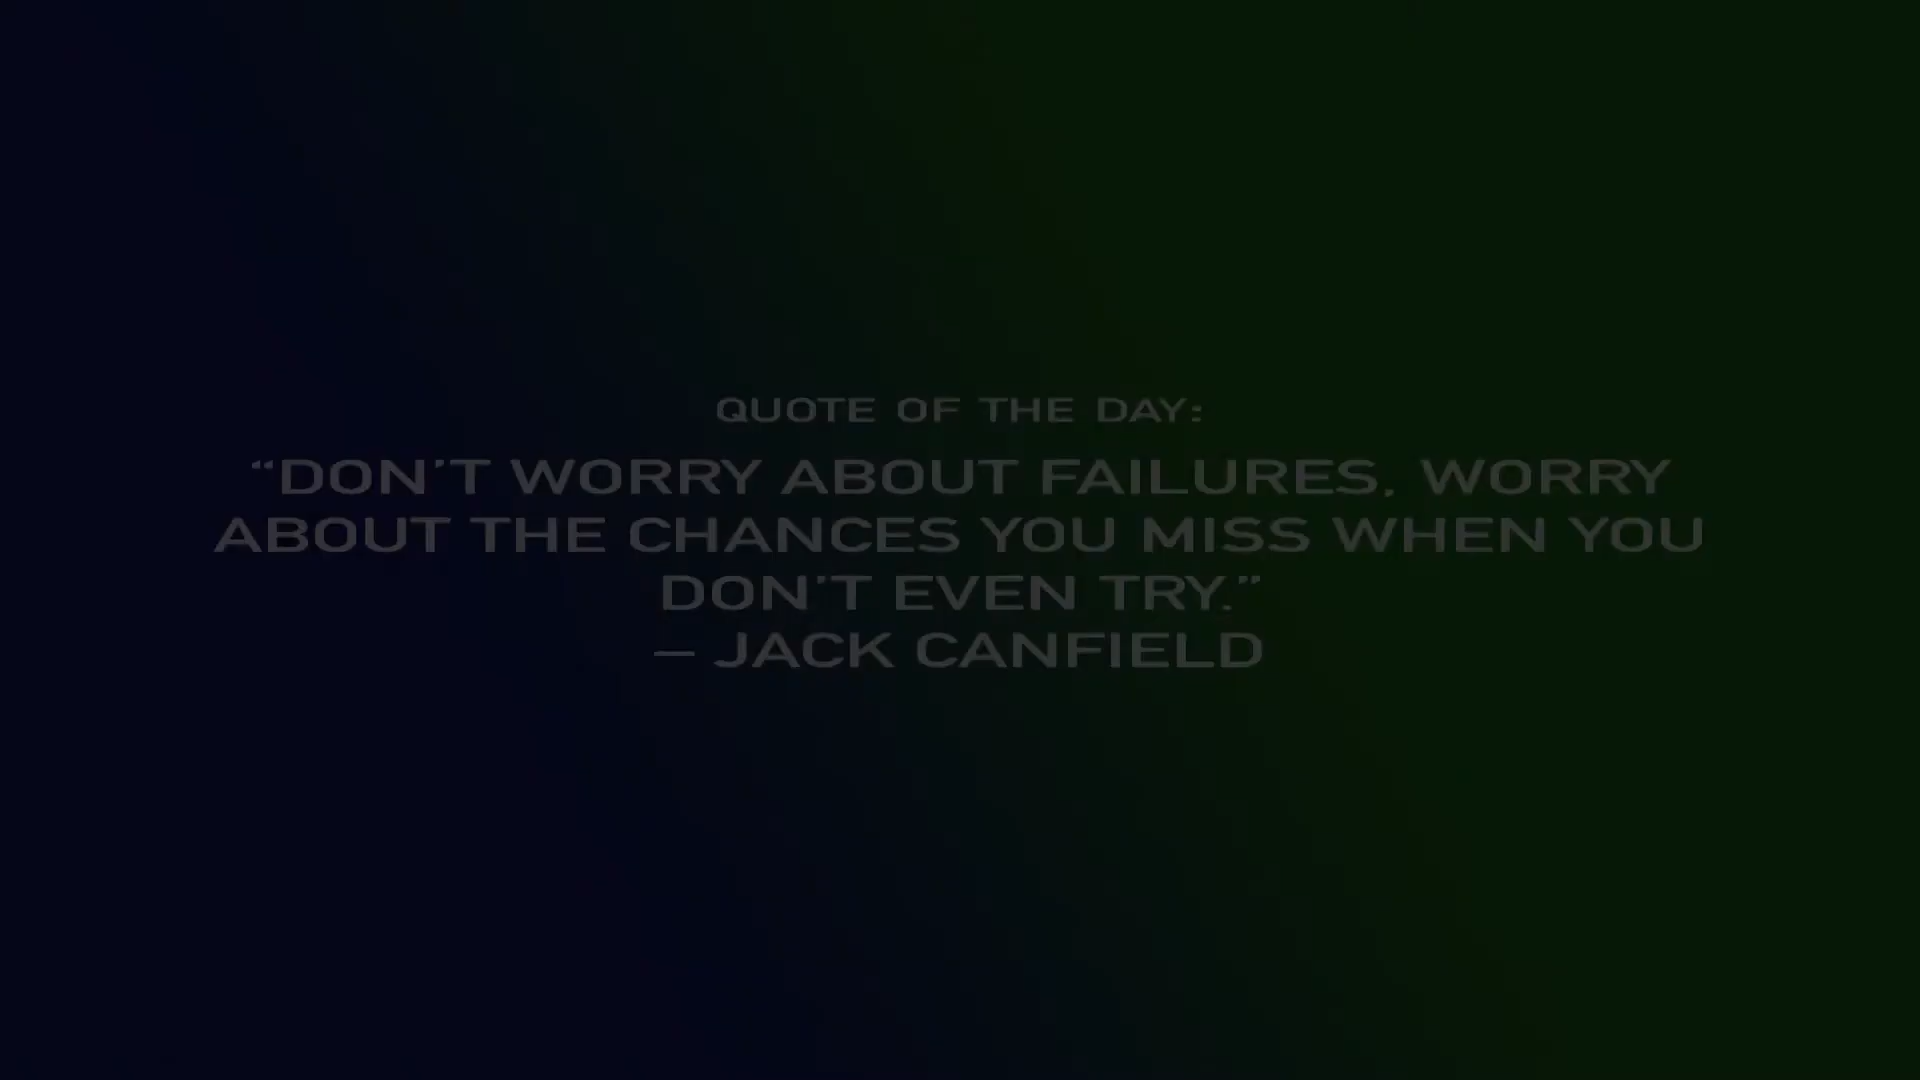 QUOTE OF THE DAY:
“DON’T WORRY ABOUT FAILURES, WORRY
ABOUT THE CHANCES YOU MISS WHEN YOU
DON’T EVEN TRY.”
– JACK CANFIELD